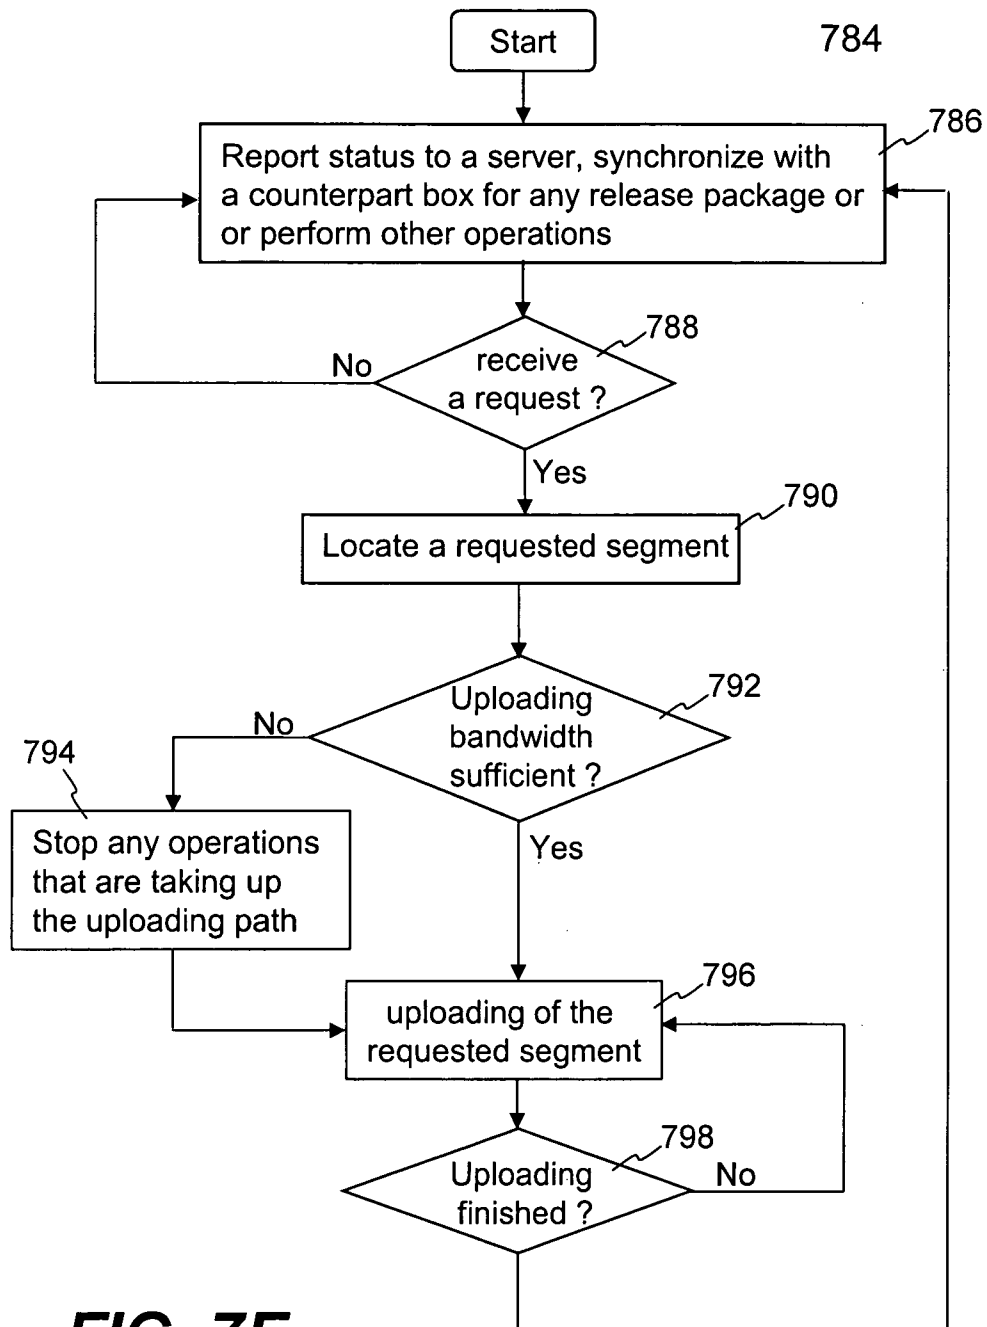 Start
784
786
Report status to a server, synchronize with
a counterpart box for any release package or
or perform other operations
788
No
receive
a request ?
Yes
790
Locate a requested segment
792
Uploading
bandwidth
sufficient ?
No
794
Stop any operations
that are taking up
the uploading path
Yes
796
uploading of the
requested segment
798
Uploading
finished ?
No